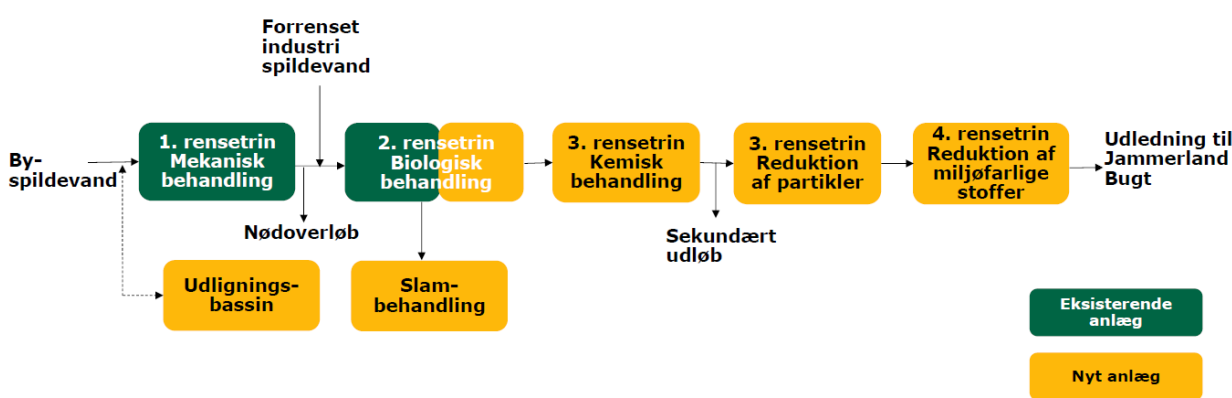 Forrenset
industri
spildevand
By-
spildevand
1. rensetrin
Mekanisk
behandling
2. rensetrin
Biologisk
behandling
3. rensetrin
Kemisk
behandling
3. rensetrin
Reduktion
af partikler
4. rensetrin
Reduktion af
miljøfarlige
stoffer
Udledning til
Jammerland
Bugt
Nødoverløb
Sekundært
udløb
Udlignings-
bassin
Slam-
behandling
Eksisterende
anlæg
Nyt anlæg